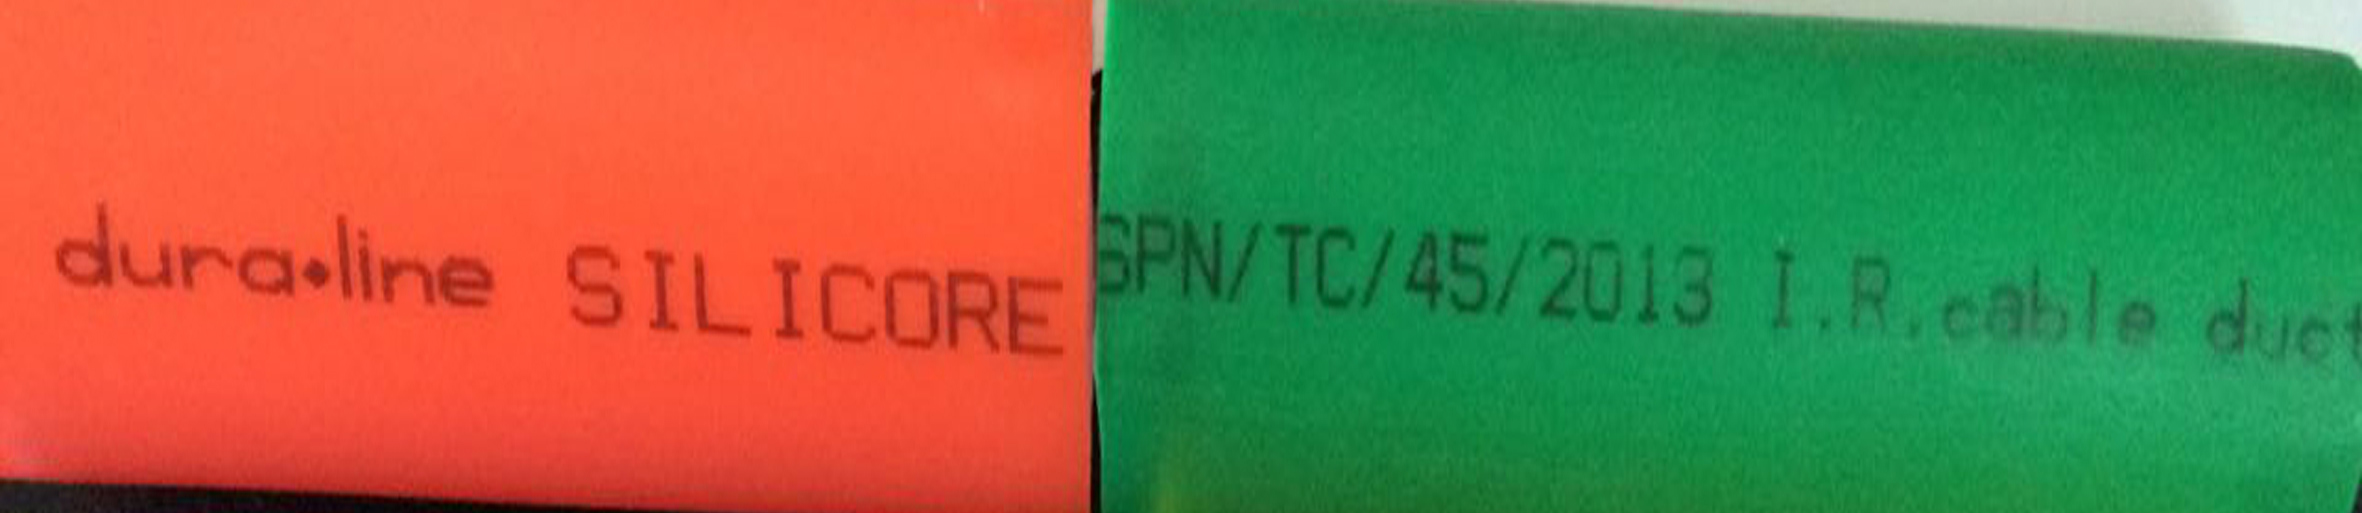 dura•line SILICORE
SPN/TC/45/2013 I.R.cable duct